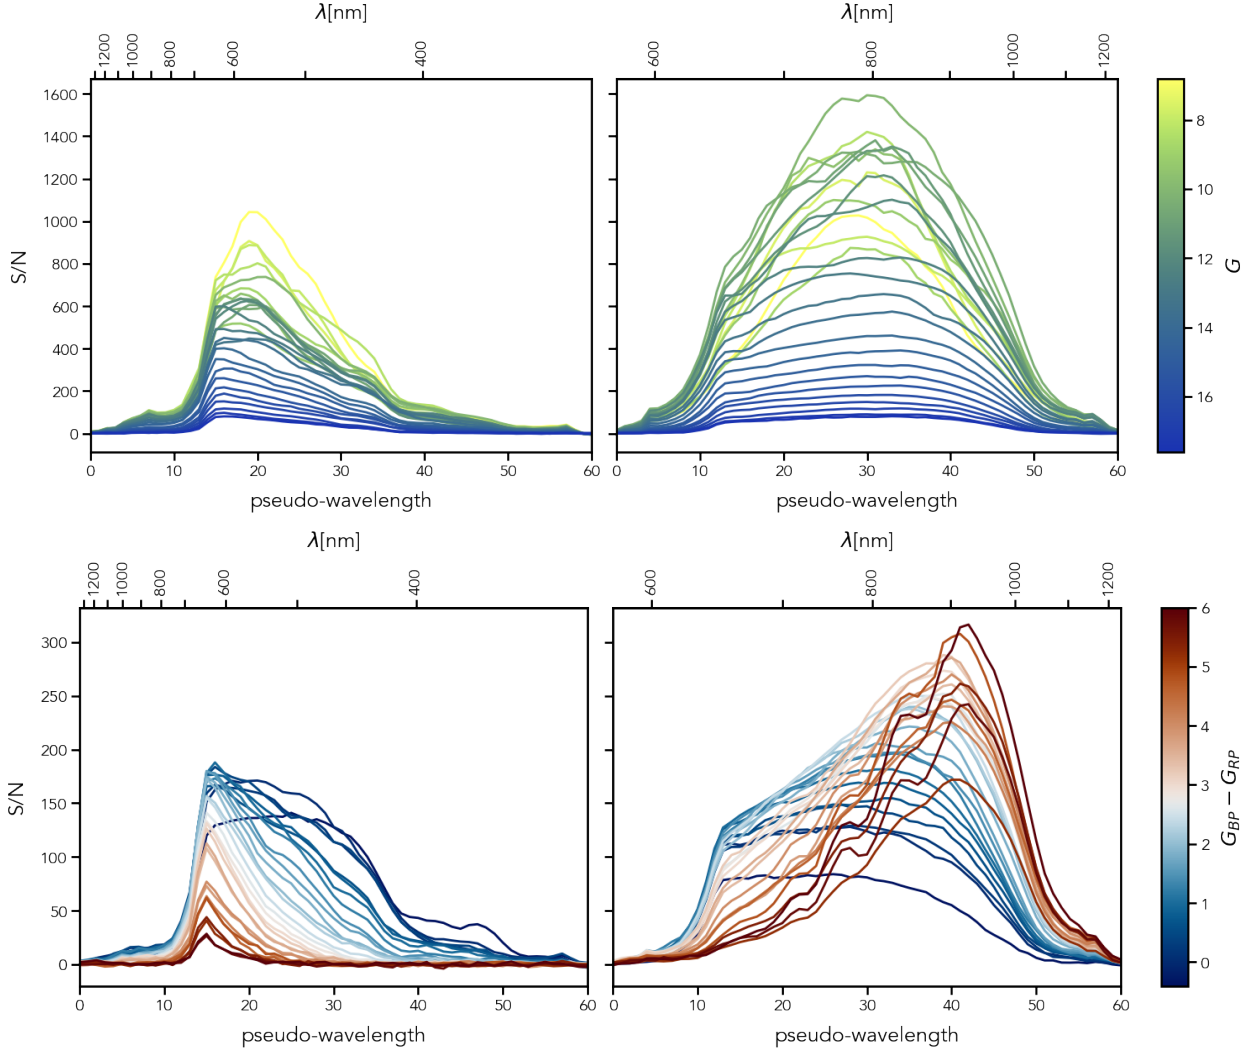 λ[nm] λ[nm]
1200 1000 800 600 400 600 800 1000 1200
1600
1400
1200
1000
800
600
400
200
0
S/N
0 10 20 30 40 50 60 0 10 20 30 40 50 60
pseudo-wavelength pseudo-wavelength
8
10
12
14
16
G
λ[nm] λ[nm]
1200 1000 800 600 400 600 800 1000 1200
300
250
200
150
100
50
0
S/N
0 10 20 30 40 50 60 0 10 20 30 40 50 60
pseudo-wavelength pseudo-wavelength
6
5
4
3
2
1
0
G_BP − G_RP